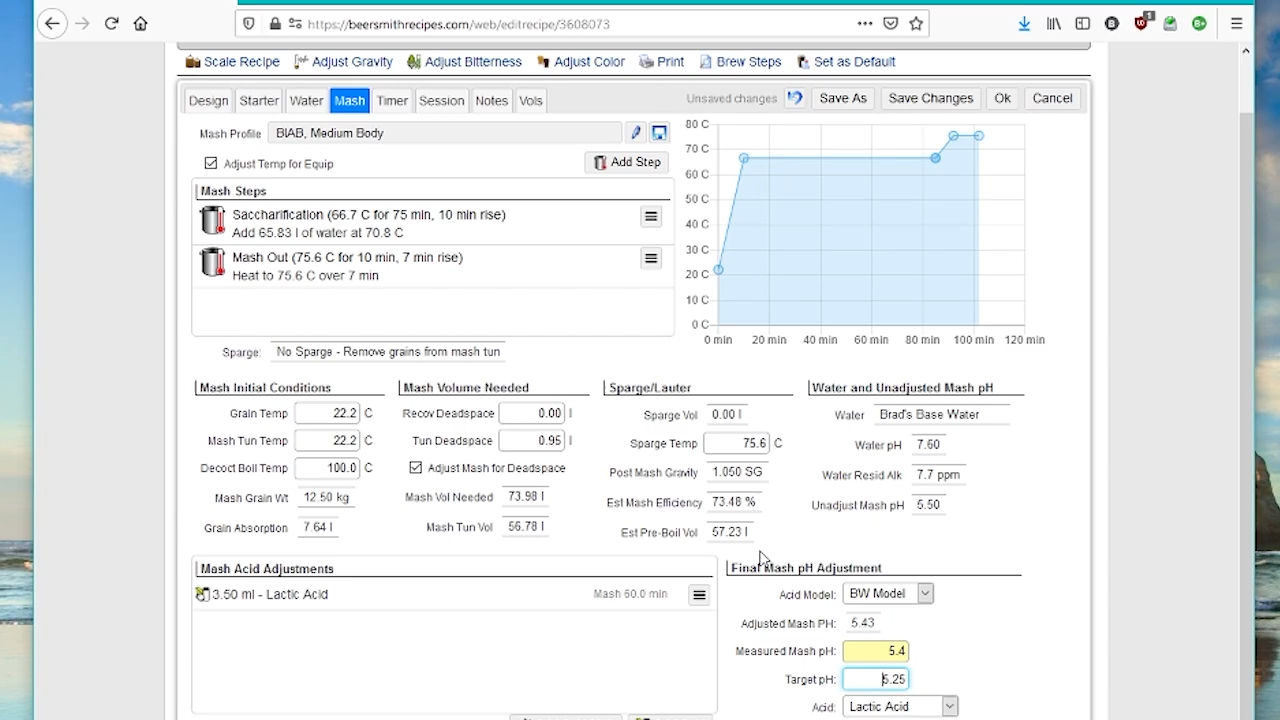 https://beersmithrecipes.com/web/editrecipe/3608073
Scale Recipe Adjust Gravity Adjust Bitterness Adjust Color Print Brew Steps Set as Default
Design Starter Water Mash Timer Session Notes Vols Unsaved changes Save As Save Changes Ok Cancel
Mash Profile BIAB, Medium Body
Adjust Temp for Equip Add Step
Mash Steps
Saccharification (66.7 C for 75 min, 10 min rise)
Add 65.83 l of water at 70.8 C
Mash Out (75.6 C for 10 min, 7 min rise)
Heat to 75.6 C over 7 min
80 C
70 C
60 C
50 C
40 C
30 C
20 C
10 C
0 C
0 min 20 min 40 min 60 min 80 min 100 min 120 min
Sparge: No Sparge - Remove grains from mash tun
Mash Initial Conditions
Grain Temp 22.2 C
Mash Tun Temp 22.2 C
Decoct Boil Temp 100.0 C
Mash Grain Wt 12.50 kg
Grain Absorption 7.64 l
Mash Volume Needed
Recov Deadspace 0.00 l
Tun Deadspace 0.95 l
Adjust Mash for Deadspace
Mash Vol Needed 73.98 l
Mash Tun Vol 56.78 l
Sparge/Lauter
Sparge Vol 0.00 l
Sparge Temp 75.6 C
Post Mash Gravity 1.050 SG
Est Mash Efficiency 73.48 %
Est Pre-Boil Vol 57.23 l
Water and Unadjusted Mash pH
Water Brad's Base Water
Water pH 7.60
Water Resid Alk 7.7 ppm
Unadjust Mash pH 5.50
Mash Acid Adjustments
3.50 ml - Lactic Acid Mash 60.0 min
Final Mash pH Adjustment
Acid Model: BW Model
Adjusted Mash PH: 5.43
Measured Mash pH: 5.4
Target pH: 5.25
Acid: Lactic Acid